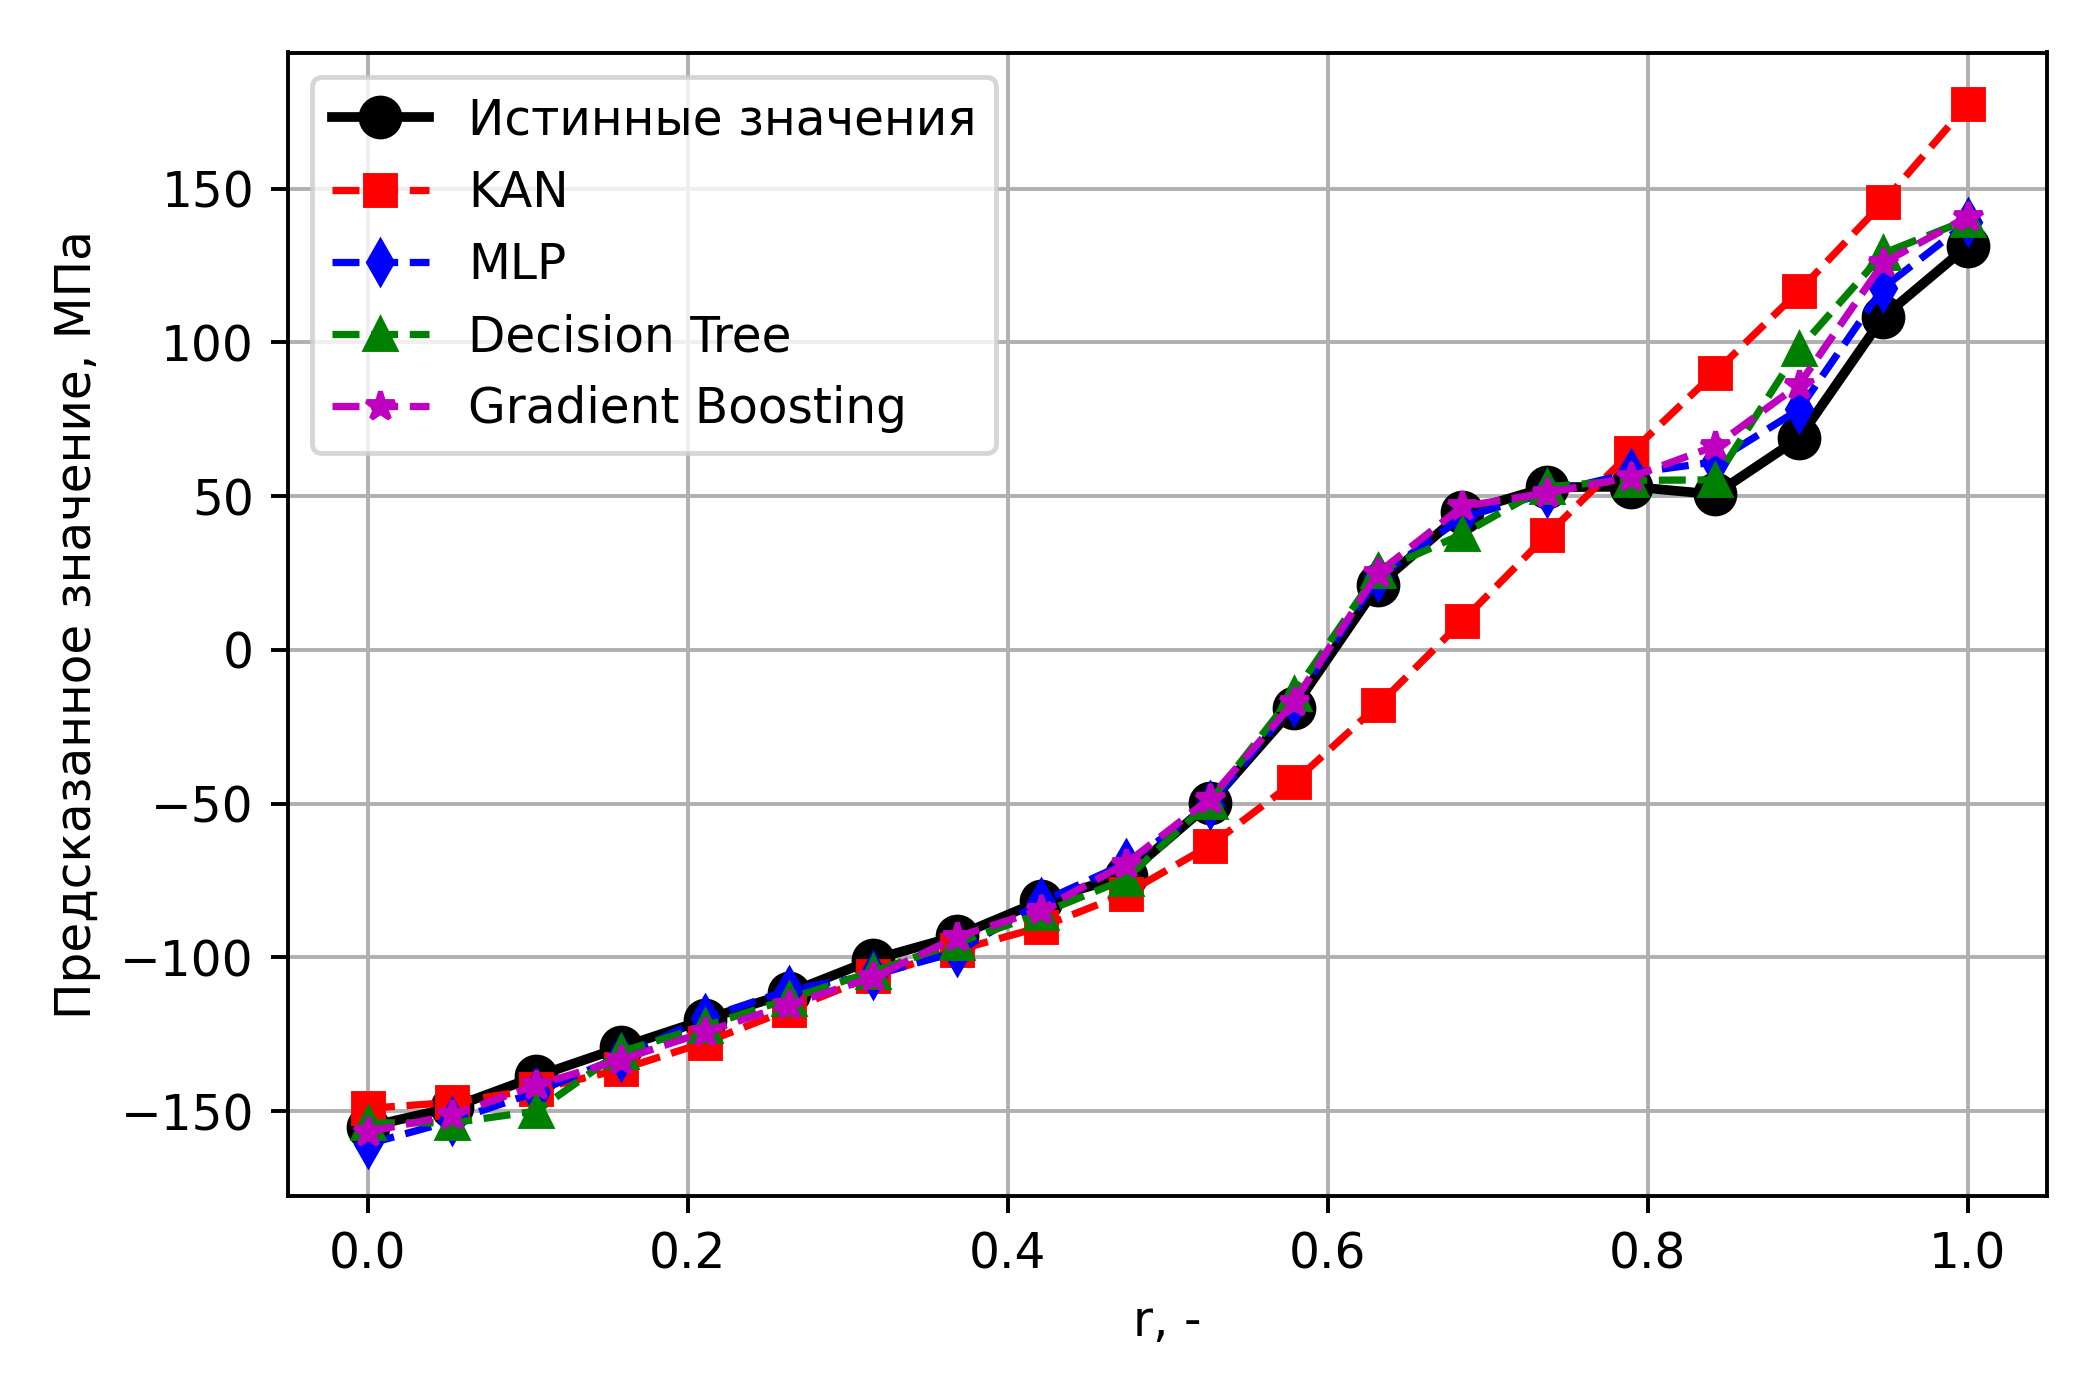 Истинные значения
KAN
MLP
Decision Tree
Gradient Boosting
Предсказанное значение, МПа
150
100
50
0
−50
−100
−150
0.0 0.2 0.4 0.6 0.8 1.0
r, -